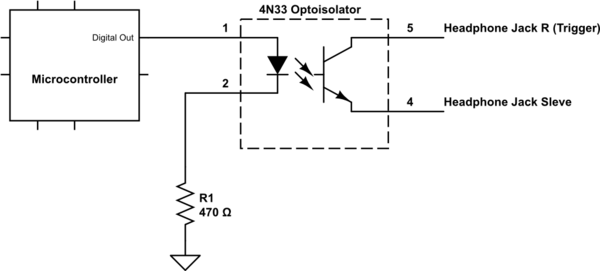 4N33 Optoisolator
1
5
Headphone Jack R (Trigger)
Digital Out
Microcontroller
2
4
Headphone Jack Sleve
R1
470 Ω